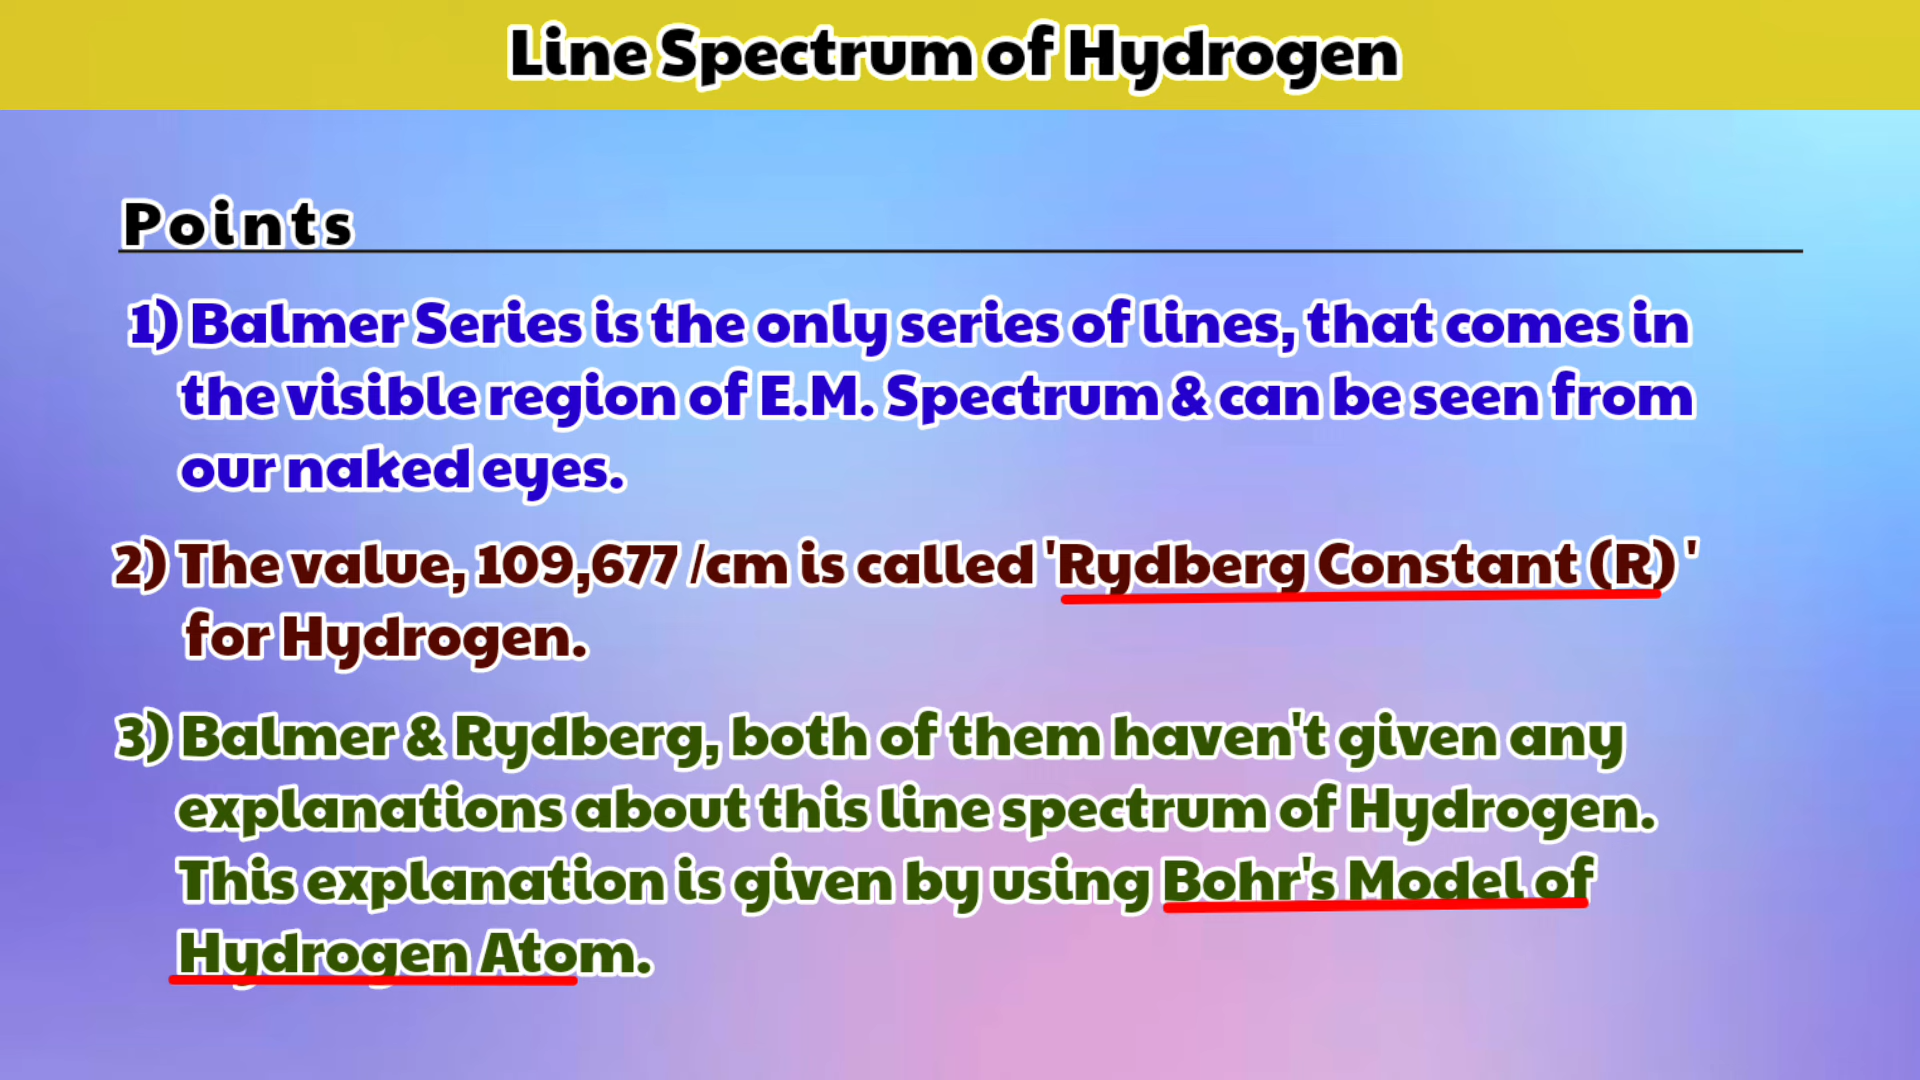 Line Spectrum of Hydrogen
Points
1) Balmer Series is the only series of lines, that comes in
the visible region of E.M. Spectrum & can be seen from
our naked eyes.
2) The value, 109,677 /cm is called 'Rydberg Constant (R) '
for Hydrogen.
3) Balmer & Rydberg, both of them haven't given any
explanations about this line spectrum of Hydrogen.
This explanation is given by using Bohr's Model of
Hydrogen Atom.